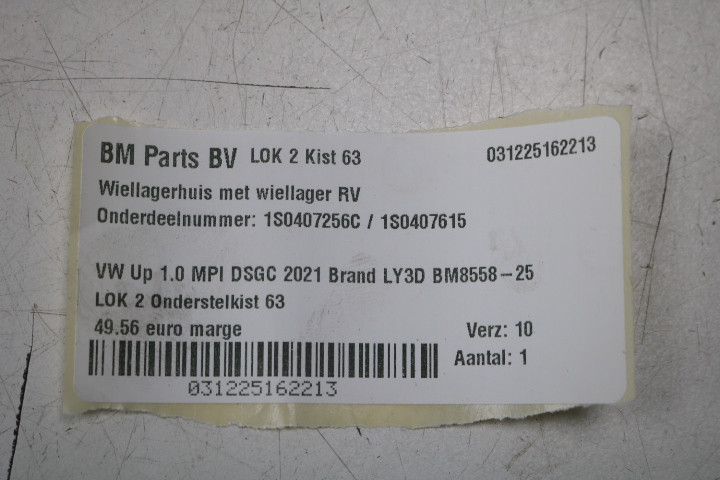 BM Parts BV LOK 2 Kist 63 031225162213
Wiellagerhuis met wiellager RV
Onderdeelnummer: 1S0407256C / 1S0407615
VW Up 1.0 MPI DSGC 2021 Brand LY3D BM8558-25
LOK 2 Onderstelkist 63
49.56 euro marge Verz: 10
Aantal: 1
031225162213